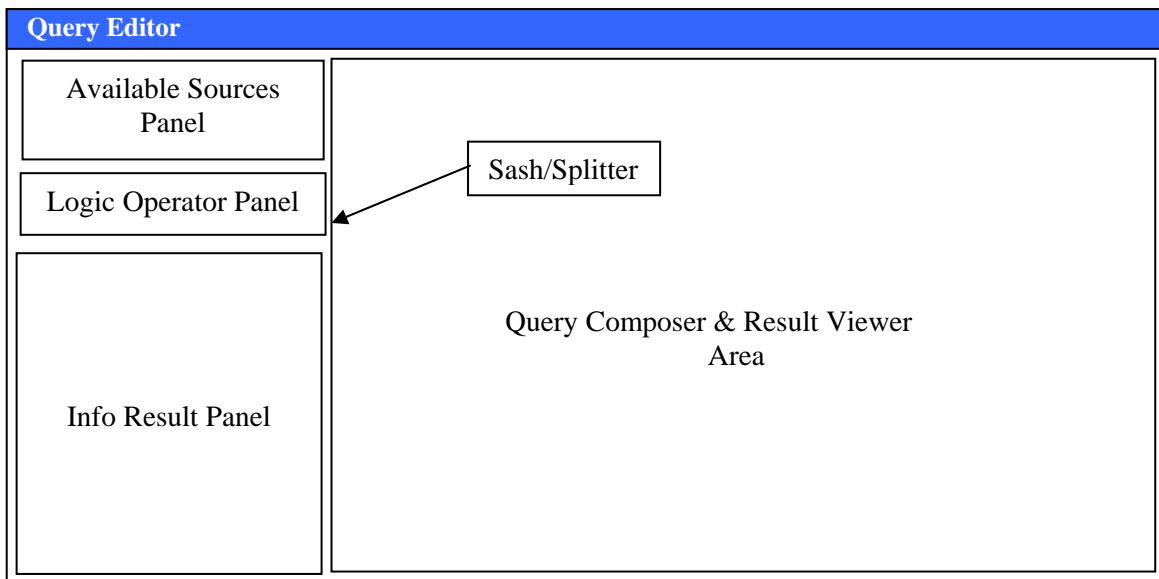 Query Editor
Available Sources
Panel
Logic Operator Panel
Info Result Panel
Sash/Splitter
Query Composer & Result Viewer
Area